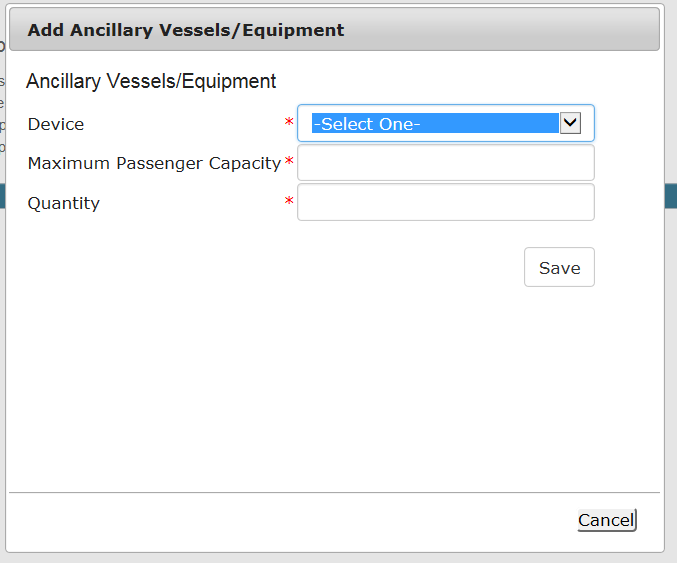 Add Ancillary Vessels/Equipment
Ancillary Vessels/Equipment
Device * -Select One-
Maximum Passenger Capacity *
Quantity *
Save
Cancel